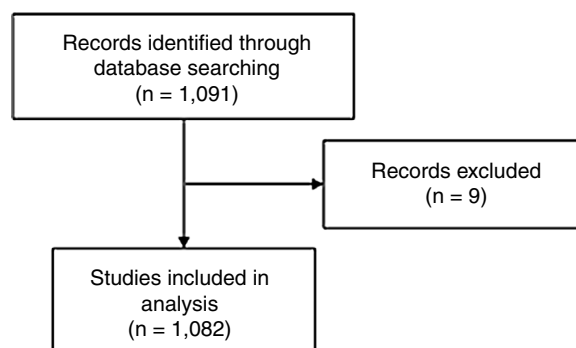 Records identified through
database searching
(n = 1,091)
Records excluded
(n = 9)
Studies included in
analysis
(n = 1,082)